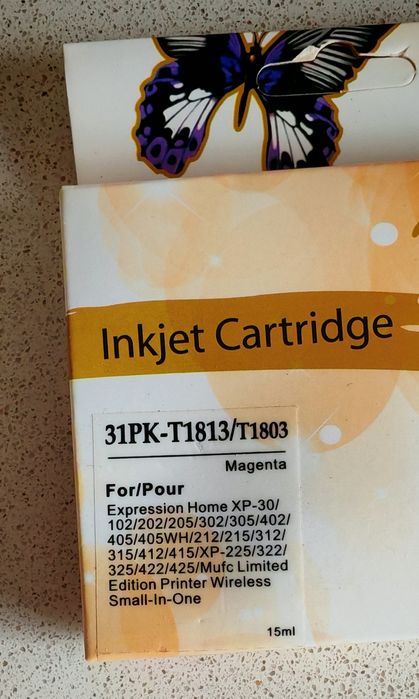 Inkjet Cartridge
31PK-T1813/T1803
Magenta
For/Pour
Expression Home XP-30/
102/202/205/302/305/402/
405/405WH/212/215/312/
315/412/415/XP-225/322/
325/422/425/Mufc Limited
Edition Printer Wireless
Small-In-One
15ml